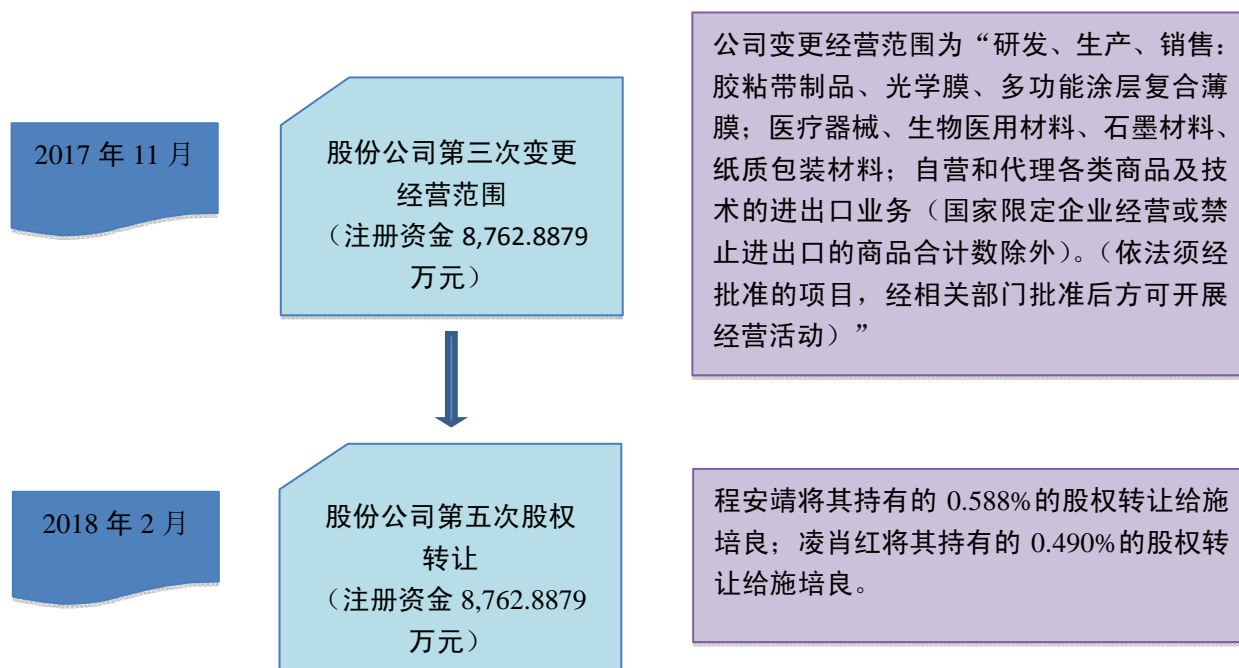 2017 年 11 月
股份公司第三次变更
经营范围
（注册资金 8,762.8879
万元）
公司变更经营范围为“研发、生产、销售：
胶粘带制品、光学膜、多功能涂层复合薄
膜；医疗器械、生物医用材料、石墨材料、
纸质包装材料；自营和代理各类商品及技
术的进出口业务（国家限定企业经营或禁
止进出口的商品合计数除外）。（依法须经
批准的项目，经相关部门批准后方可开展
经营活动）”
2018 年 2 月
股份公司第五次股权
转让
（注册资金 8,762.8879
万元）
程安靖将其持有的 0.588%的股权转让给施
培良；凌肖红将其持有的 0.490%的股权转
让给施培良。